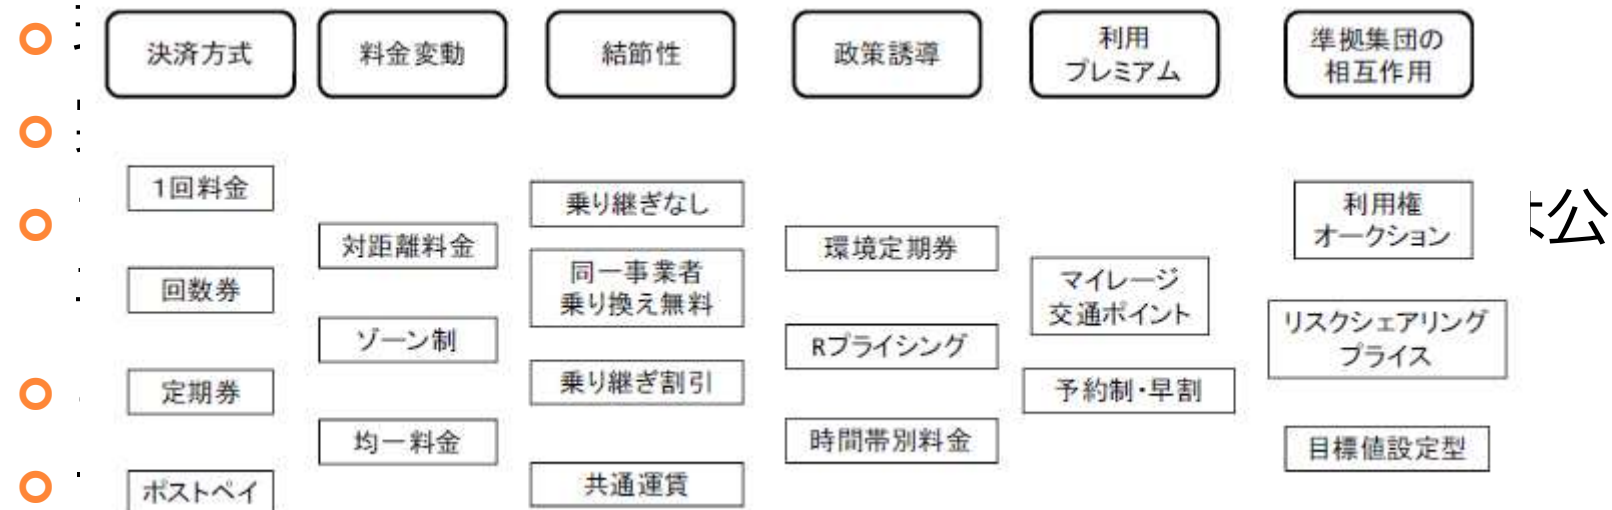 決済方式
料金変動
結節性
政策誘導
利用
プレミアム
準拠集団の
相互作用
1回料金
回数券
定期券
ポストペイ
対距離料金
ゾーン制
均一料金
乗り継ぎなし
同一事業者
乗り換え無料
乗り継ぎ割引
共通運賃
環境定期券
Rプライシング
時間帯別料金
マイレージ
交通ポイント
予約制・早割
利用権
オークション
リスクシェアリング
プライス
目標値設定型
公